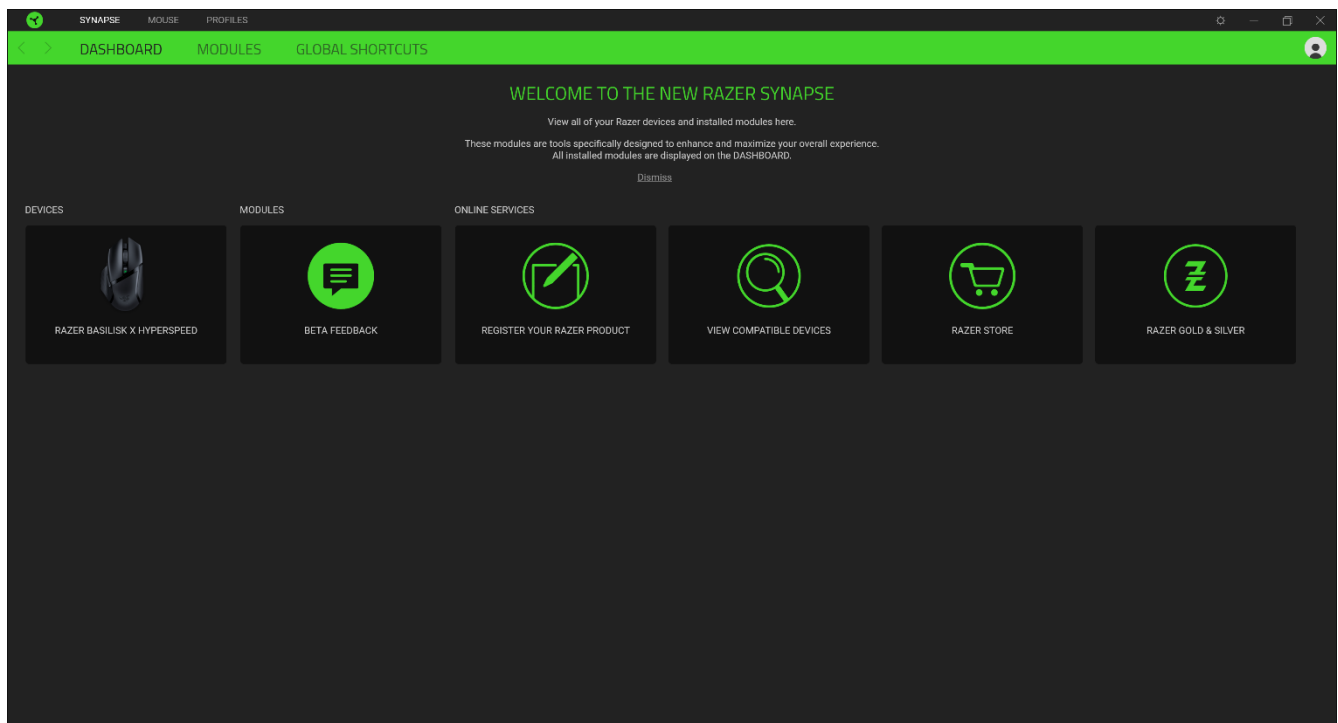 SYNAPSE MOUSE PROFILES
DASHBOARD MODULES GLOBAL SHORTCUTS
WELCOME TO THE NEW RAZER SYNAPSE
View all of your Razer devices and installed modules here.
These modules are tools specifically designed to enhance and maximize your overall experience.
All installed modules are displayed on the DASHBOARD.
Dismiss
DEVICES MODULES ONLINE SERVICES
RAZER BASILISK X HYPERSPEED BETA FEEDBACK REGISTER YOUR RAZER PRODUCT VIEW COMPATIBLE DEVICES RAZER STORE RAZER GOLD & SILVER